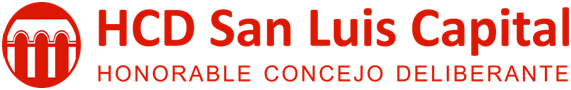 HCD San Luis Capital
HONORABLE CONCEJO DELIBERANTE